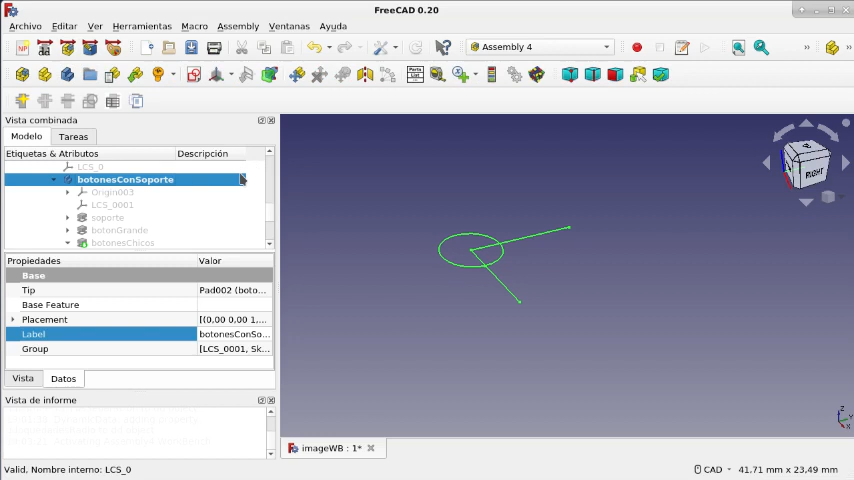 FreeCAD 0.20
Archivo Editar Ver Herramientas Macro Assembly Ventanas Ayuda
Assembly 4
Vista combinada
Modelo Tareas
Etiquetas & Atributos Descripción
LCS_0
botonesConSoporte
Origin003
LCS_0001
soporte
botonGrande
botonesChicos
Propiedades Valor
Base
Tip Pad002 (boto...
Base Feature
Placement [(0,00 0,00 1,...
Label botonesConSo...
Group [LCS_0001, Sk...
Vista Datos
Vista de informe
imageWB : 1*
Valid, Nombre interno: LCS_0
CAD 41,71 mm x 23,49 mm
RIGHT
Z
Y
X